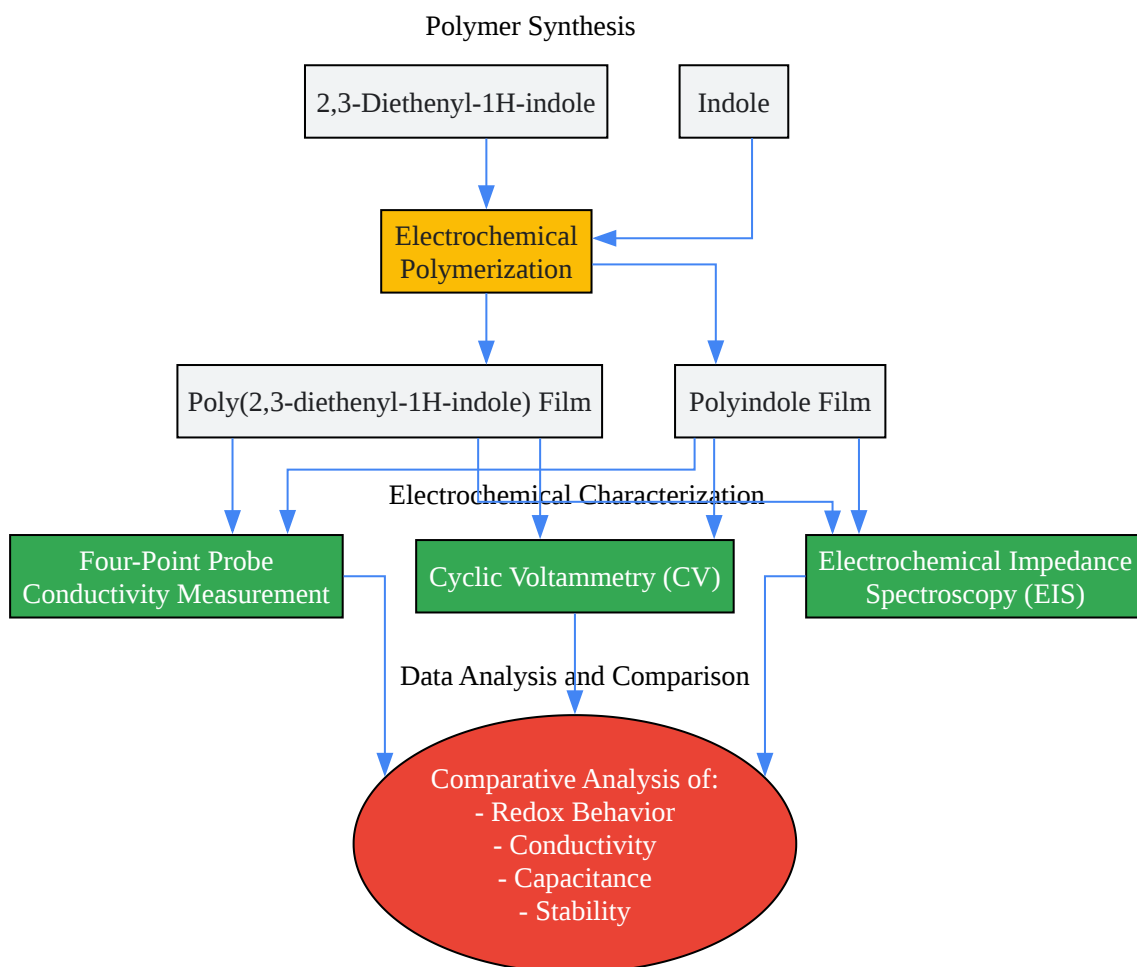 Polymer Synthesis
2,3-Diethenyl-1H-indole
Indole
Electrochemical
Polymerization
Poly(2,3-diethenyl-1H-indole) Film
Polyindole Film
Electrochemical Characterization
Four-Point Probe
Conductivity Measurement
Cyclic Voltammetry (CV)
Electrochemical Impedance
Spectroscopy (EIS)
Data Analysis and Comparison
Comparative Analysis of:
- Redox Behavior
- Conductivity
- Capacitance
- Stability